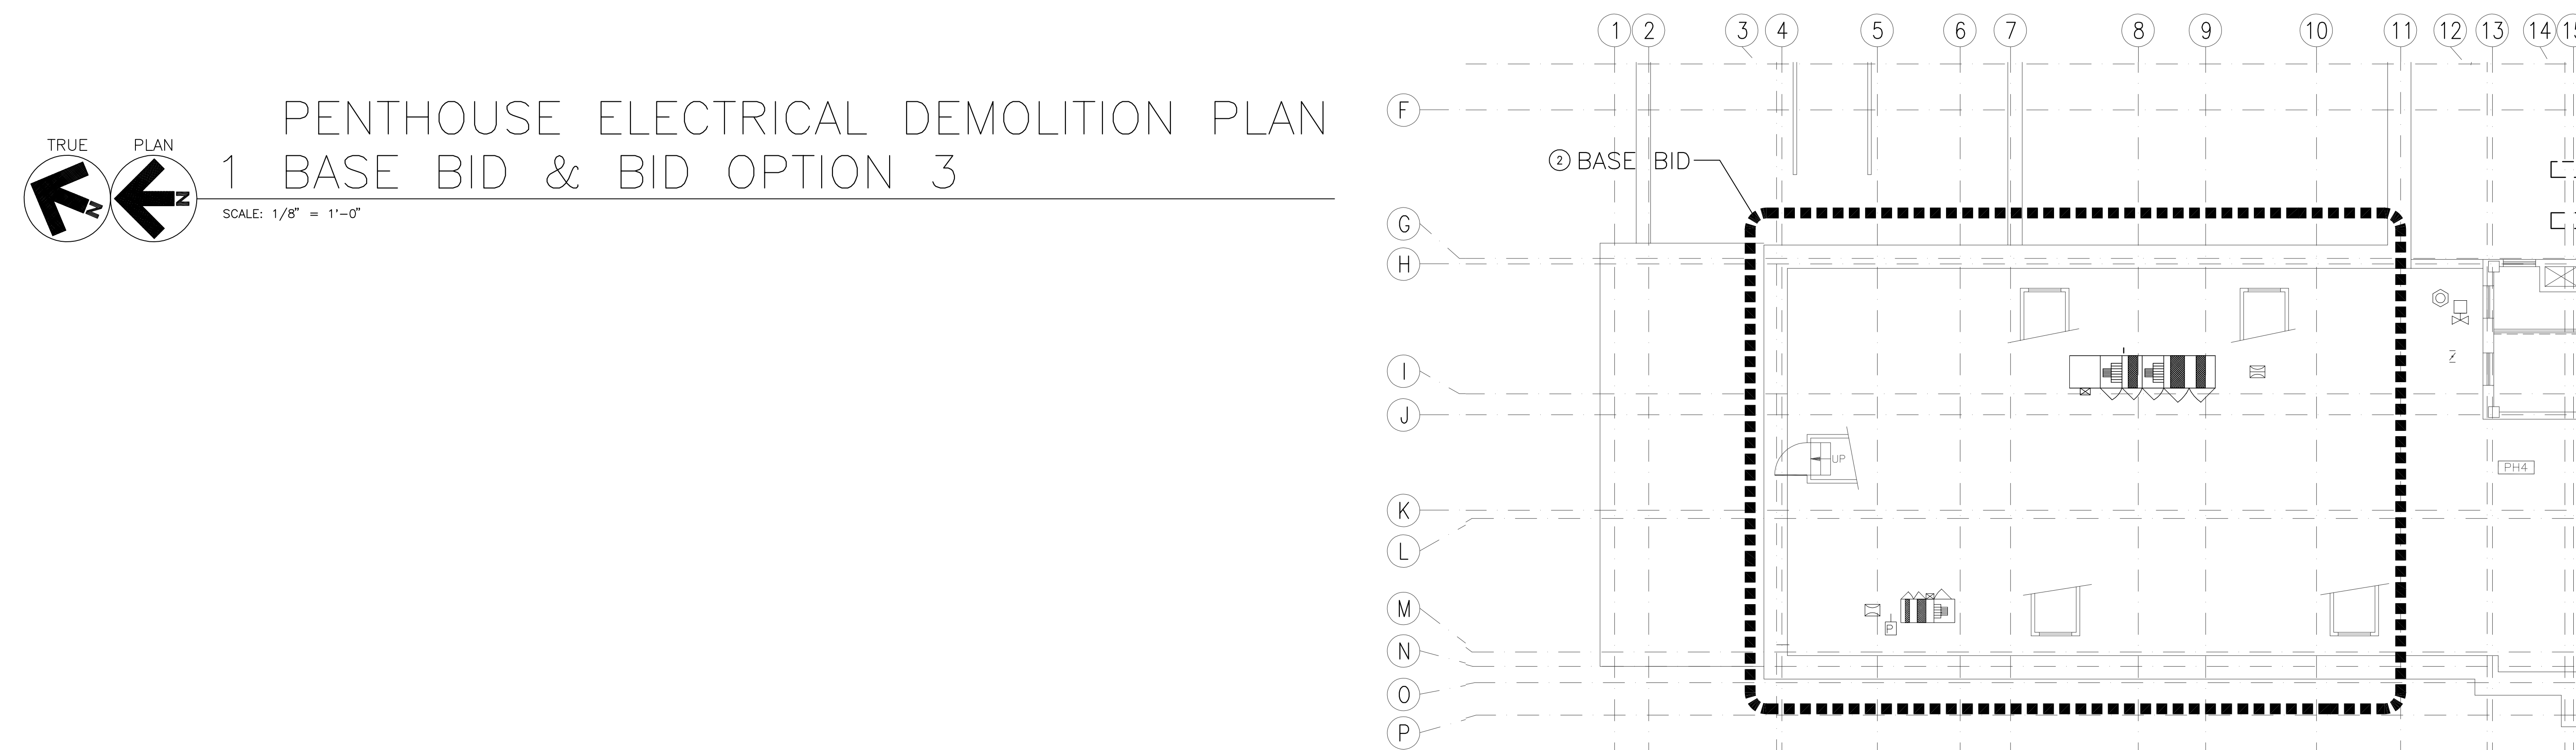 PENTHOUSE ELECTRICAL DEMOLITION PLAN
1 BASE BID & BID OPTION 3
SCALE: 1/8" = 1'-0"
TRUE PLAN
N N
1 2 3 4 5 6 7 8 9 10 11 12 13 14
F
2 BASE BID
G
H
I
J
UP
PH4
K
L
M
P
N
O
P